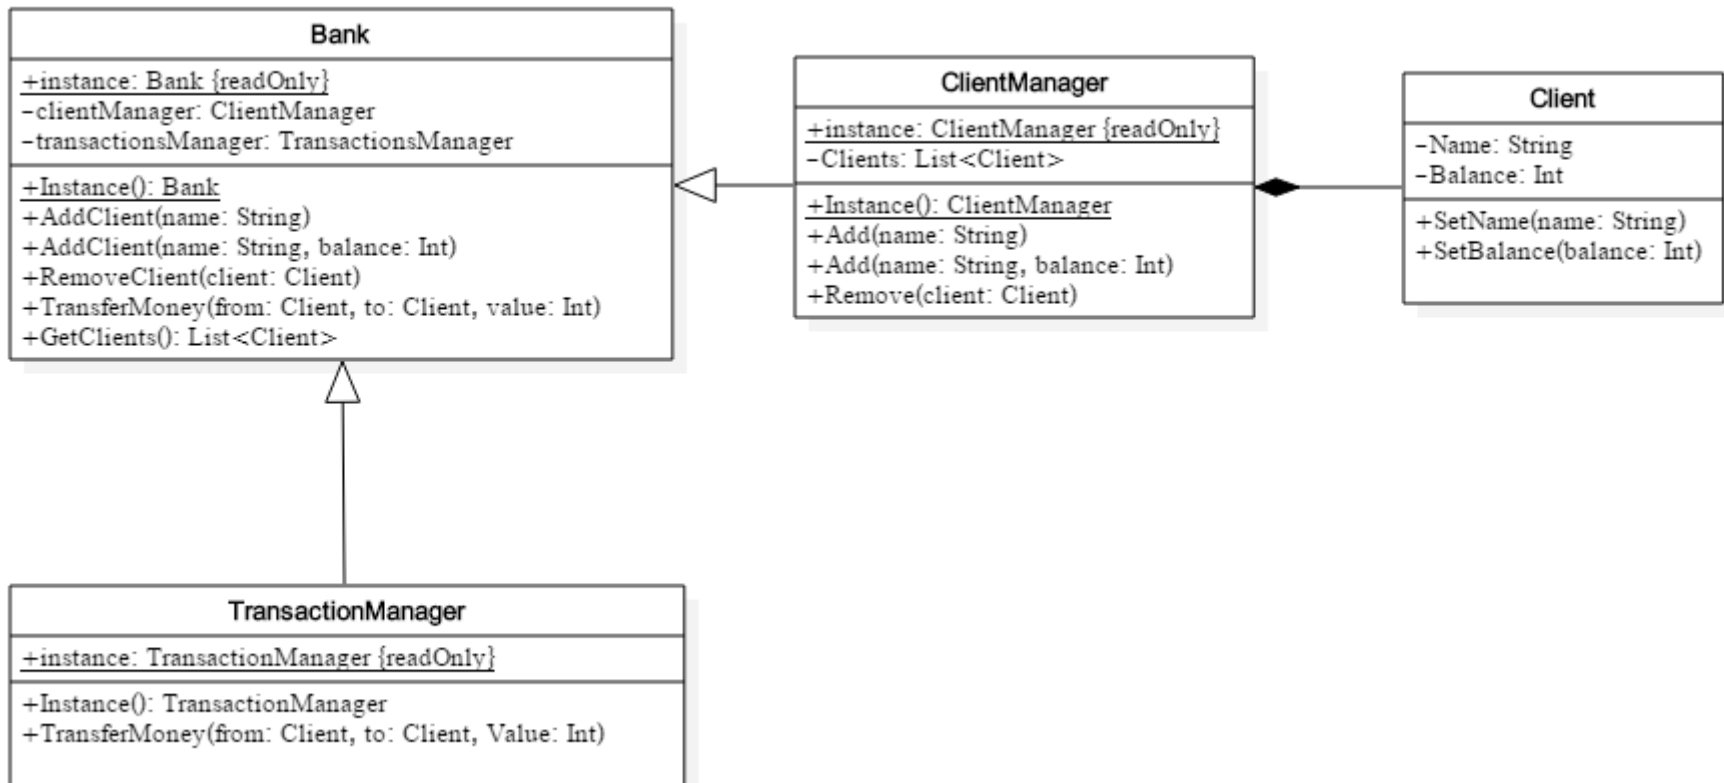 Bank
+instance: Bank {readOnly}
-clientManager: ClientManager
-transactionsManager: TransactionsManager
+Instance(): Bank
+AddClient(name: String)
+AddClient(name: String, balance: Int)
+RemoveClient(client: Client)
+TransferMoney(from: Client, to: Client, value: Int)
+GetClients(): List<Client>
ClientManager
+instance: ClientManager {readOnly}
-Clients: List<Client>
+Instance(): ClientManager
+Add(name: String)
+Add(name: String, balance: Int)
+Remove(client: Client)
Client
-Name: String
-Balance: Int
+SetName(name: String)
+SetBalance(balance: Int)
TransactionManager
+instance: TransactionManager {readOnly}
+Instance(): TransactionManager
+TransferMoney(from: Client, to: Client, Value: Int)